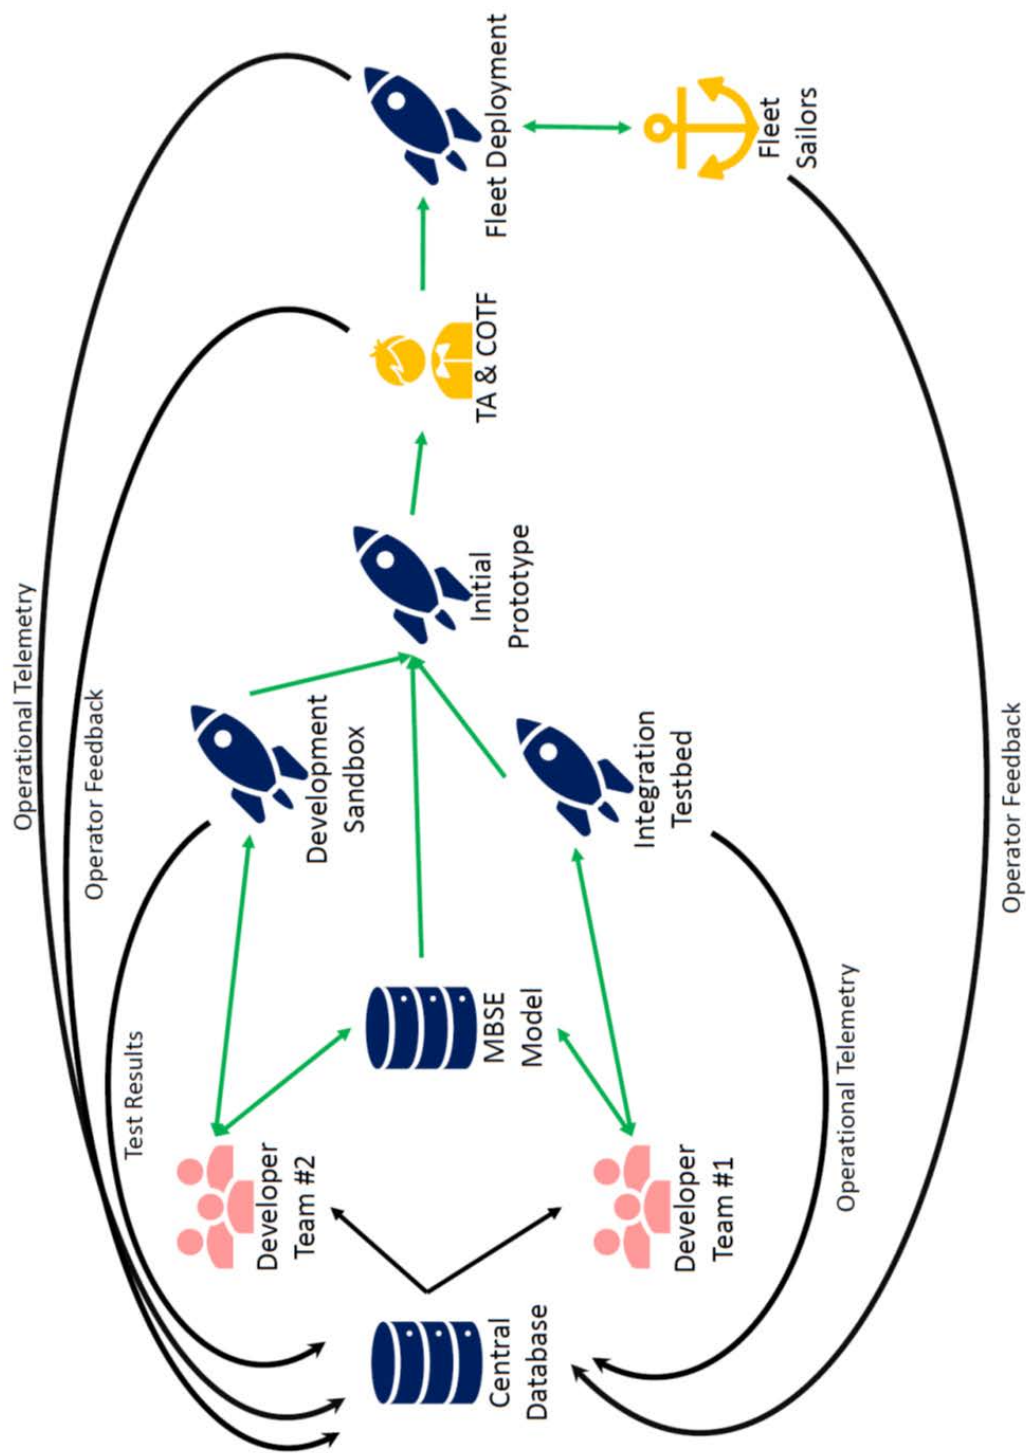 Operational Telemetry
Operator Feedback
Test Results
Developer
Team #2
Development
Sandbox
Central
Database
MBSE
Model
Initial
Prototype
TA & COTF
Fleet Deployment
Developer
Team #1
Integration
Testbed
Fleet
Sailors
Operational Telemetry
Operator Feedback